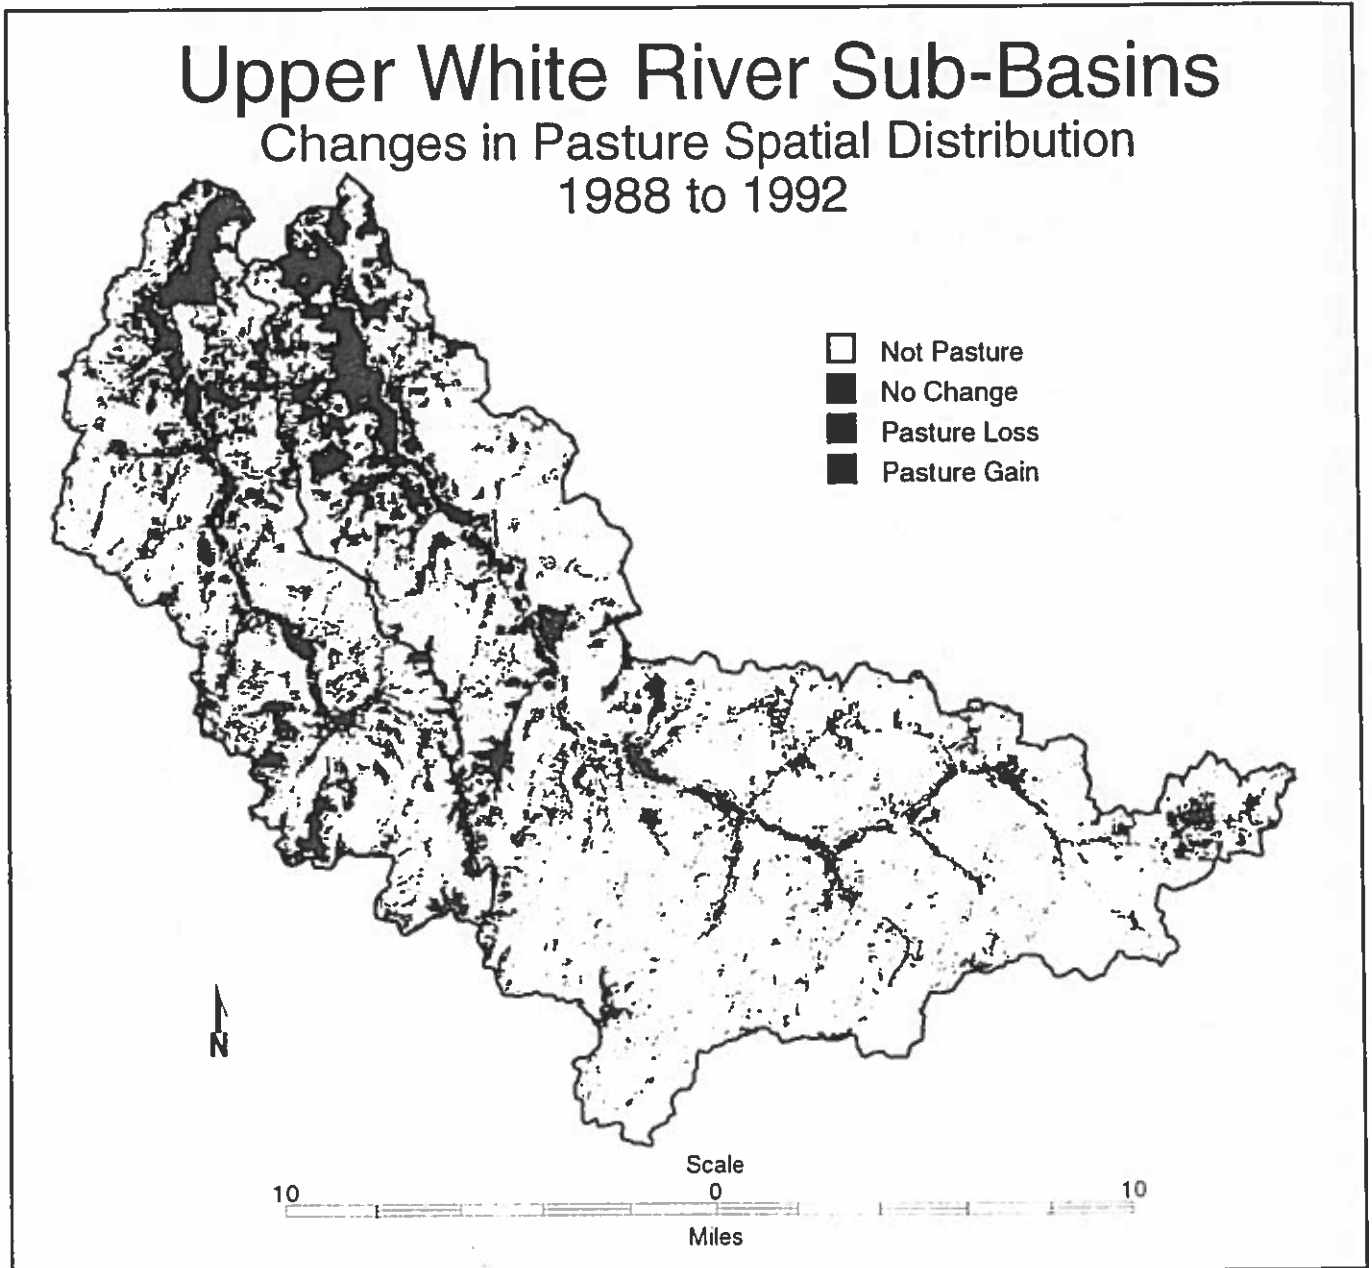 Upper White River Sub-Basins
Changes in Pasture Spatial Distribution
1988 to 1992
Not Pasture
No Change
Pasture Loss
Pasture Gain
N
Scale
10 0 10
Miles